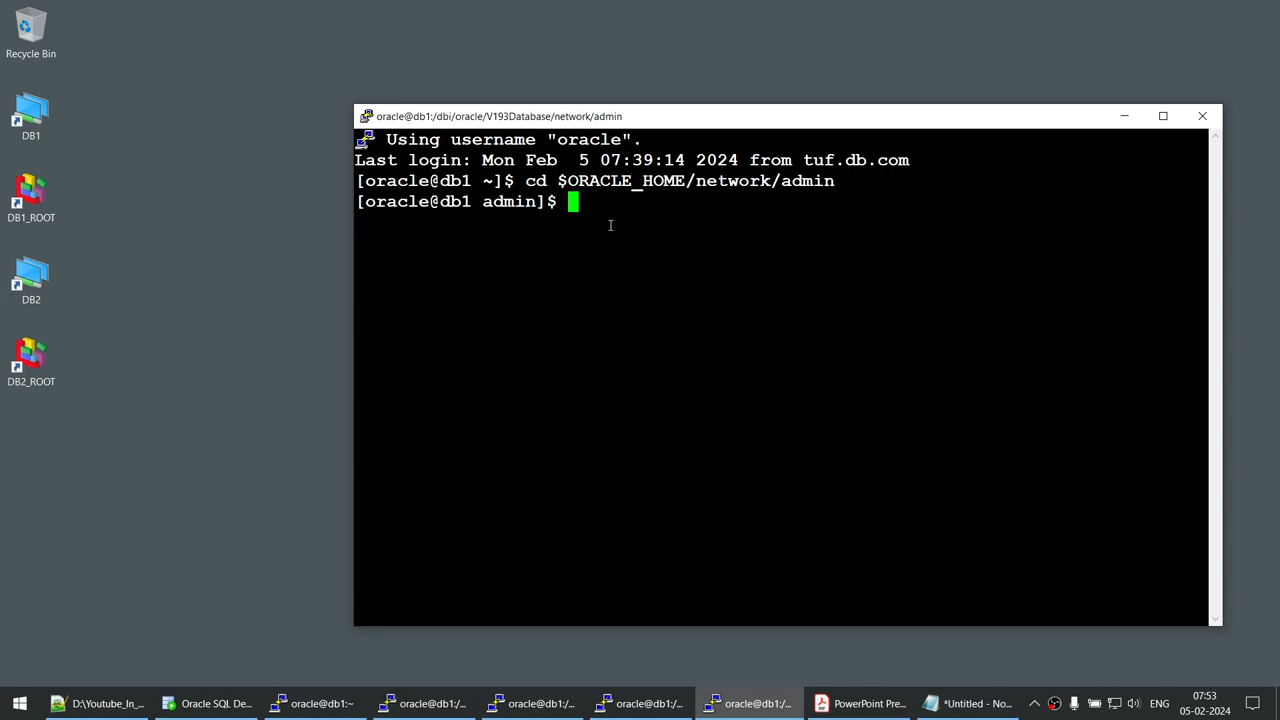 Recycle Bin
DB1
DB1_ROOT
DB2
DB2_ROOT
oracle@db1:/dbi/oracle/V193Database/network/admin
Using username "oracle".
Last login: Mon Feb  5 07:39:14 2024 from tuf.db.com
[oracle@db1 ~]$ cd $ORACLE_HOME/network/admin
[oracle@db1 admin]$
D:\Youtube_In_...
Oracle SQL De...
oracle@db1:~
oracle@db1:/...
oracle@db1:/...
oracle@db1:/...
oracle@db1:/...
PowerPoint Pre...
*Untitled - No...
ENG
07:53
05-02-2024